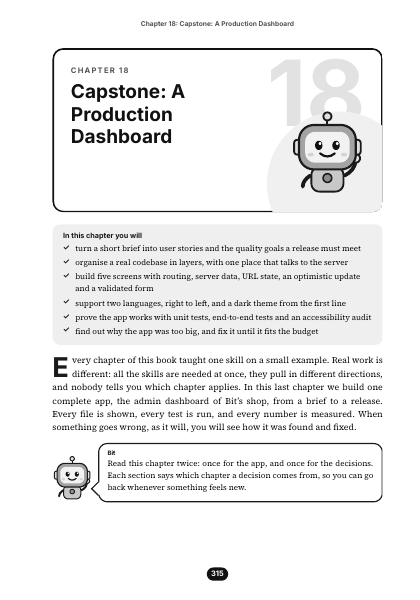 Chapter 18: Capstone: A Production Dashboard
CHAPTER 18
18
Capstone: A
Production
Dashboard
In this chapter you will
turn a short brief into user stories and the quality goals a release must meet
organise a real codebase in layers, with one place that talks to the server
build five screens with routing, server data, URL state, an optimistic update
and a validated form
support two languages, right to left, and a dark theme from the first line
prove the app works with unit tests, end-to-end tests and an accessibility audit
find out why the app was too big, and fix it until it fits the budget
Every chapter of this book taught one skill on a small example. Real work is
different: all the skills are needed at once, they pull in different directions,
and nobody tells you which chapter applies. In this last chapter we build one
complete app, the admin dashboard of Bit's shop, from a brief to a release.
Every file is shown, every test is run, and every number is measured. When
something goes wrong, as it will, you will see how it was found and fixed.
Bit
Read this chapter twice: once for the app, and once for the decisions.
Each section says which chapter a decision comes from, so you can go
back whenever something feels new.
315